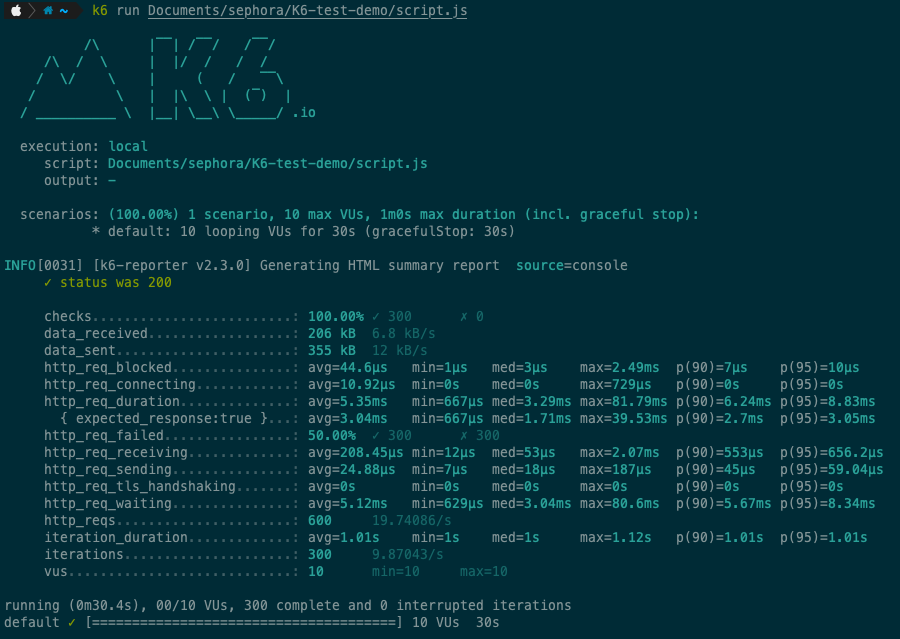 k6 run Documents/sephora/K6-test-demo/script.js
.io
execution: local
script: Documents/sephora/K6-test-demo/script.js
output: -
scenarios: (100.00%) 1 scenario, 10 max VUs, 1m0s max duration (incl. graceful stop):
* default: 10 looping VUs for 30s (gracefulStop: 30s)
INFO[0031] [k6-reporter v2.3.0] Generating HTML summary report  source=console
✓ status was 200
checks.........................: 100.00% ✓ 300      ✗ 0
data_received..................: 206 kB  6.8 kB/s
data_sent......................: 355 kB  12 kB/s
http_req_blocked...............: avg=44.6µs   min=1µs   med=3µs    max=2.49ms  p(90)=7µs    p(95)=10µs
http_req_connecting............: avg=10.92µs  min=0s    med=0s     max=729µs   p(90)=0s     p(95)=0s
http_req_duration..............: avg=5.35ms   min=667µs med=3.29ms max=81.79ms p(90)=6.24ms p(95)=8.83ms
{ expected_response:true }...: avg=3.04ms   min=667µs med=1.71ms max=39.53ms p(90)=2.7ms  p(95)=3.05ms
http_req_failed................: 50.00%  ✓ 300      ✗ 300
http_req_receiving.............: avg=208.45µs min=12µs  med=53µs   max=2.07ms  p(90)=553µs  p(95)=656.2µs
http_req_sending...............: avg=24.88µs  min=7µs   med=18µs   max=187µs   p(90)=45µs   p(95)=59.04µs
http_req_tls_handshaking.......: avg=0s       min=0s    med=0s     max=0s      p(90)=0s     p(95)=0s
http_req_waiting...............: avg=5.12ms   min=629µs med=3.04ms max=80.6ms  p(90)=5.67ms p(95)=8.34ms
http_reqs......................: 600     19.74086/s
iteration_duration.............: avg=1.01s    min=1s    med=1s     max=1.12s   p(90)=1.01s  p(95)=1.01s
iterations.....................: 300     9.87043/s
vus............................: 10      min=10     max=10
running (0m30.4s), 00/10 VUs, 300 complete and 0 interrupted iterations
default ✓ [======================================] 10 VUs  30s